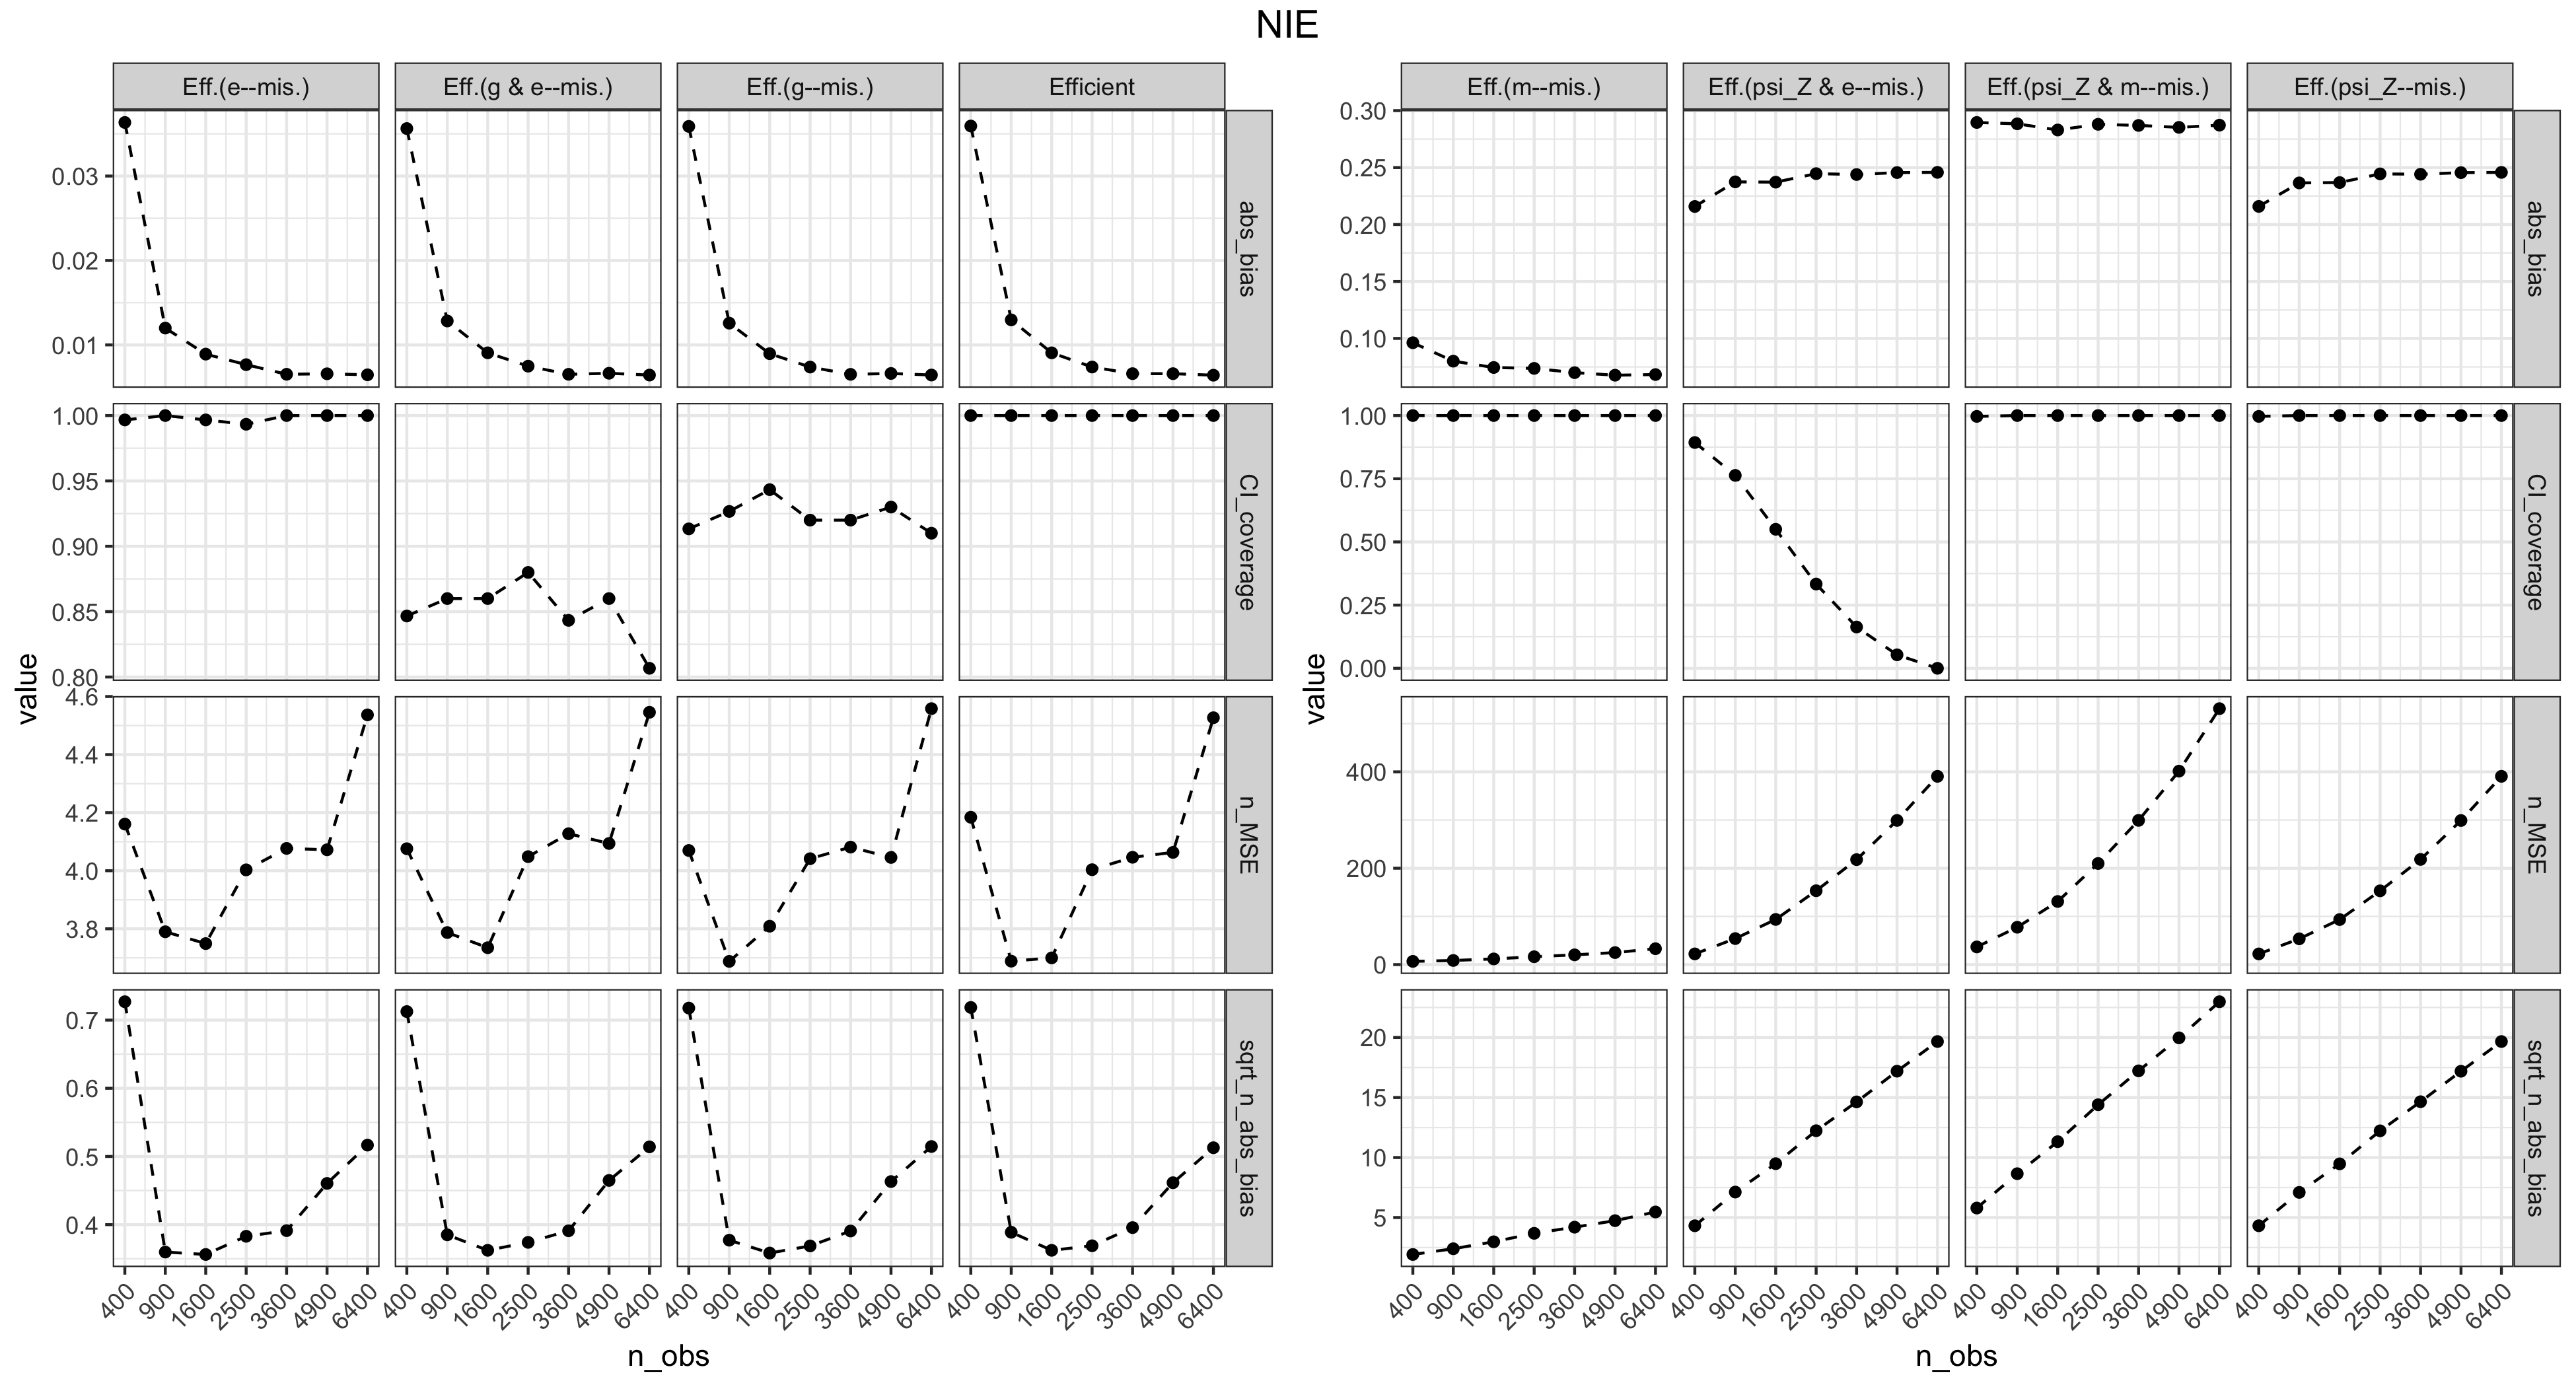 NIE
Eff.(e--mis.) Eff.(g & e--mis.) Eff.(g--mis.) Efficient
0.03
0.02
0.01
abs_bias
1.00
0.95
0.90
0.85
0.80
CI_coverage
4.6
4.4
4.2
4.0
3.8
n_MSE
0.7
0.6
0.5
0.4
sqrt_n_abs_bias
value
400 900 1600 2500 3600 4900 6400 400 900 1600 2500 3600 4900 6400 400 900 1600 2500 3600 4900 6400 400 900 1600 2500 3600 4900 6400
n_obs
Eff.(m--mis.) Eff.(psi_Z & e--mis.) Eff.(psi_Z & m--mis.) Eff.(psi_Z--mis.)
0.30
0.25
0.20
0.15
0.10
abs_bias
1.00
0.75
0.50
0.25
0.00
CI_coverage
400
200
0
n_MSE
20
15
10
5
sqrt_n_abs_bias
value
400 900 1600 2500 3600 4900 6400 400 900 1600 2500 3600 4900 6400 400 900 1600 2500 3600 4900 6400 400 900 1600 2500 3600 4900 6400
n_obs